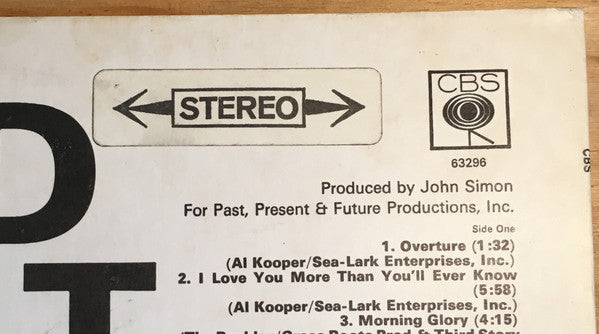 D
T
STEREO
CBS
63296
CBS
Produced by John Simon
For Past, Present & Future Productions, Inc.
Side One
1. Overture (1:32)
(Al Kooper/Sea-Lark Enterprises, Inc.)
2. I Love You More Than You'll Ever Know
(5:58)
(Al Kooper/Sea-Lark Enterprises, Inc.)
3. Morning Glory (4:15)